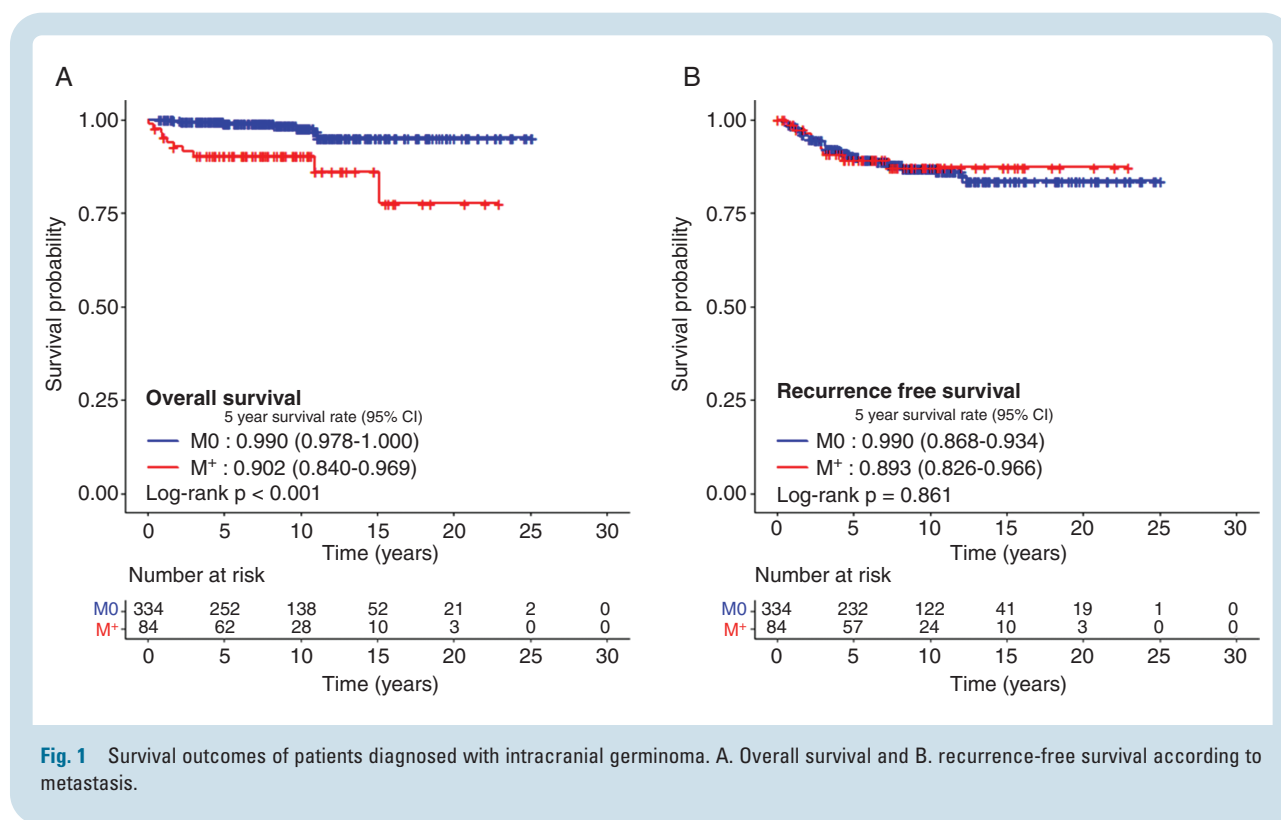 A
1.00
0.75
0.50
0.25
0.00
Survival probability
Overall survival
5 year survival rate (95% CI)
M0 : 0.990 (0.978-1.000)
M+ : 0.902 (0.840-0.969)
Log-rank p < 0.001
0 5 10 15 20 25 30
Time (years)
Number at risk
M0 334 252 138 52 21 2 0
M+ 84 62 28 10 3 0 0
0 5 10 15 20 25 30
Time (years)
B
1.00
0.75
0.50
0.25
0.00
Survival probability
Recurrence free survival
5 year survival rate (95% CI)
M0 : 0.990 (0.868-0.934)
M+ : 0.893 (0.826-0.966)
Log-rank p = 0.861
0 5 10 15 20 25 30
Time (years)
Number at risk
M0 334 232 122 41 19 1 0
M+ 84 57 24 10 3 0 0
0 5 10 15 20 25 30
Time (years)
Fig. 1 Survival outcomes of patients diagnosed with intracranial germinoma. A. Overall survival and B. recurrence-free survival according to
metastasis.